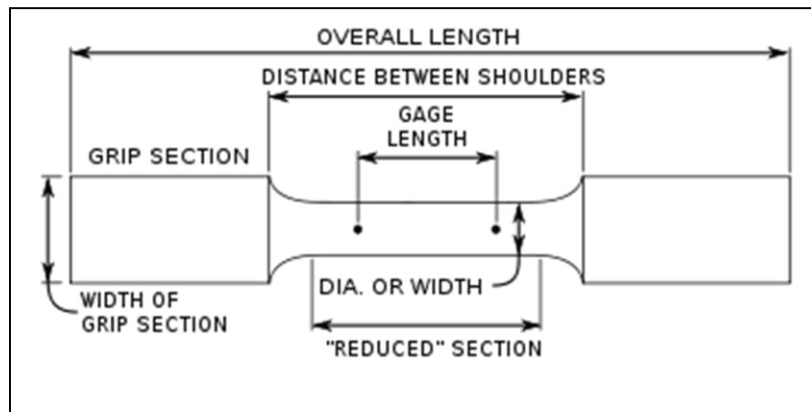 OVERALL LENGTH
DISTANCE BETWEEN SHOULDERS
GAGE
LENGTH
GRIP SECTION
DIA. OR WIDTH
WIDTH OF
GRIP SECTION
"REDUCED" SECTION